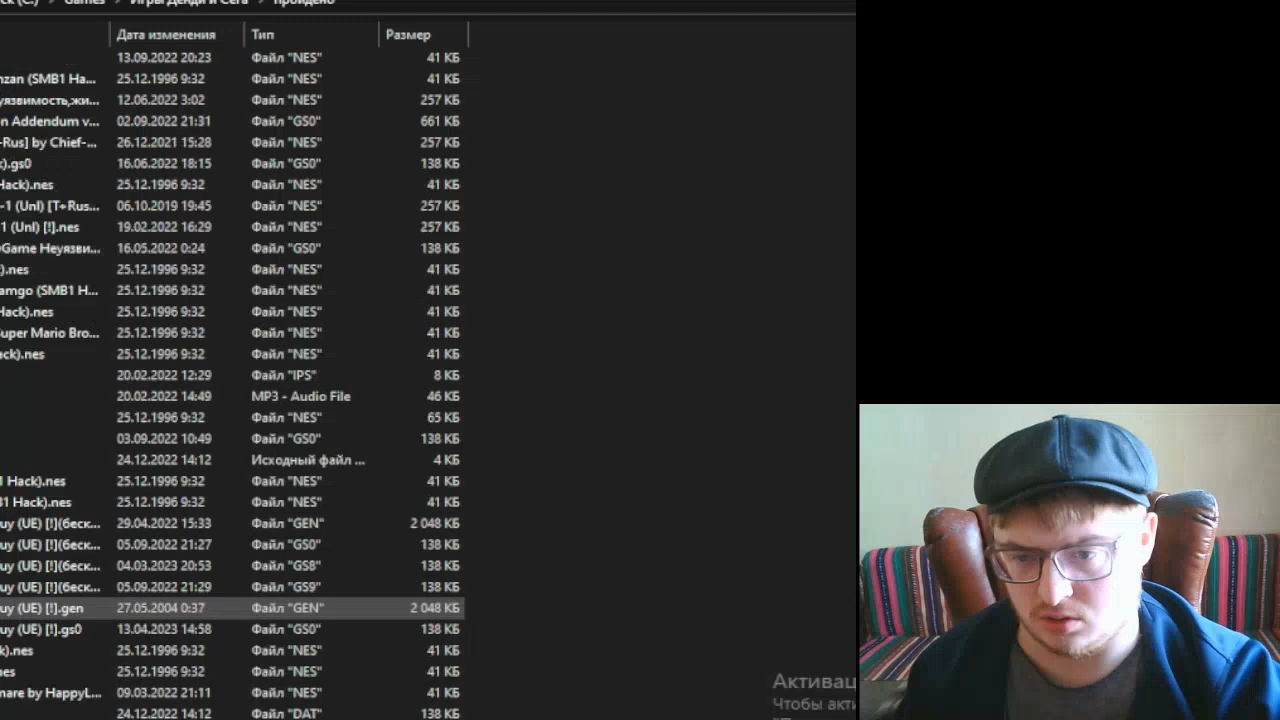 Games > Игры Денди и Сега > Пройдено
Дата изменения Тип Размер
13.09.2022 20:23 Файл "NES" 41 КБ
nzan (SMB1 Ha... 25.12.1996 9:32 Файл "NES" 41 КБ
уязвимость,жи... 12.06.2022 3:02 Файл "NES" 257 КБ
n Addendum v... 02.09.2022 21:31 Файл "GS0" 661 КБ
-Rus] by Chief-... 26.12.2021 15:28 Файл "NES" 257 КБ
k).gs0 16.06.2022 18:15 Файл "GS0" 138 КБ
Hack).nes 25.12.1996 9:32 Файл "NES" 41 КБ
-1 (Unl) [T+Rus... 06.10.2019 19:45 Файл "NES" 257 КБ
1 (Unl) [!].nes 19.02.2022 16:29 Файл "NES" 257 КБ
Game Неуязви... 16.05.2022 0:24 Файл "GS0" 138 КБ
).nes 25.12.1996 9:32 Файл "NES" 41 КБ
amgo (SMB1 H... 25.12.1996 9:32 Файл "NES" 41 КБ
Hack).nes 25.12.1996 9:32 Файл "NES" 41 КБ
uper Mario Bro... 25.12.1996 9:32 Файл "NES" 41 КБ
ack).nes 25.12.1996 9:32 Файл "NES" 41 КБ
20.02.2022 12:29 Файл "IPS" 8 КБ
20.02.2022 14:49 MP3 - Audio File 46 КБ
25.12.1996 9:32 Файл "NES" 65 КБ
03.09.2022 10:49 Файл "GS0" 138 КБ
24.12.2022 14:12 Исходный файл ... 4 КБ
1 Hack).nes 25.12.1996 9:32 Файл "NES" 41 КБ
B1 Hack).nes 25.12.1996 9:32 Файл "NES" 41 КБ
uy (UE) [!](беск... 29.04.2022 15:33 Файл "GEN" 2 048 КБ
uy (UE) [!](беск... 05.09.2022 21:27 Файл "GS0" 138 КБ
uy (UE) [!](беск... 04.03.2023 20:53 Файл "GS8" 138 КБ
uy (UE) [!](беск... 05.09.2022 21:29 Файл "GS9" 138 КБ
uy (UE) [!].gen 27.05.2004 0:37 Файл "GEN" 2 048 КБ
uy (UE) [!].gs0 13.04.2023 14:58 Файл "GS0" 138 КБ
k).nes 25.12.1996 9:32 Файл "NES" 41 КБ
nes 25.12.1996 9:32 Файл "NES" 41 КБ
mare by HappyL... 09.03.2022 21:11 Файл "NES" 41 КБ
24.12.2022 14:12 Файл "DAT" 138 КБ
Активац
Чтобы акти